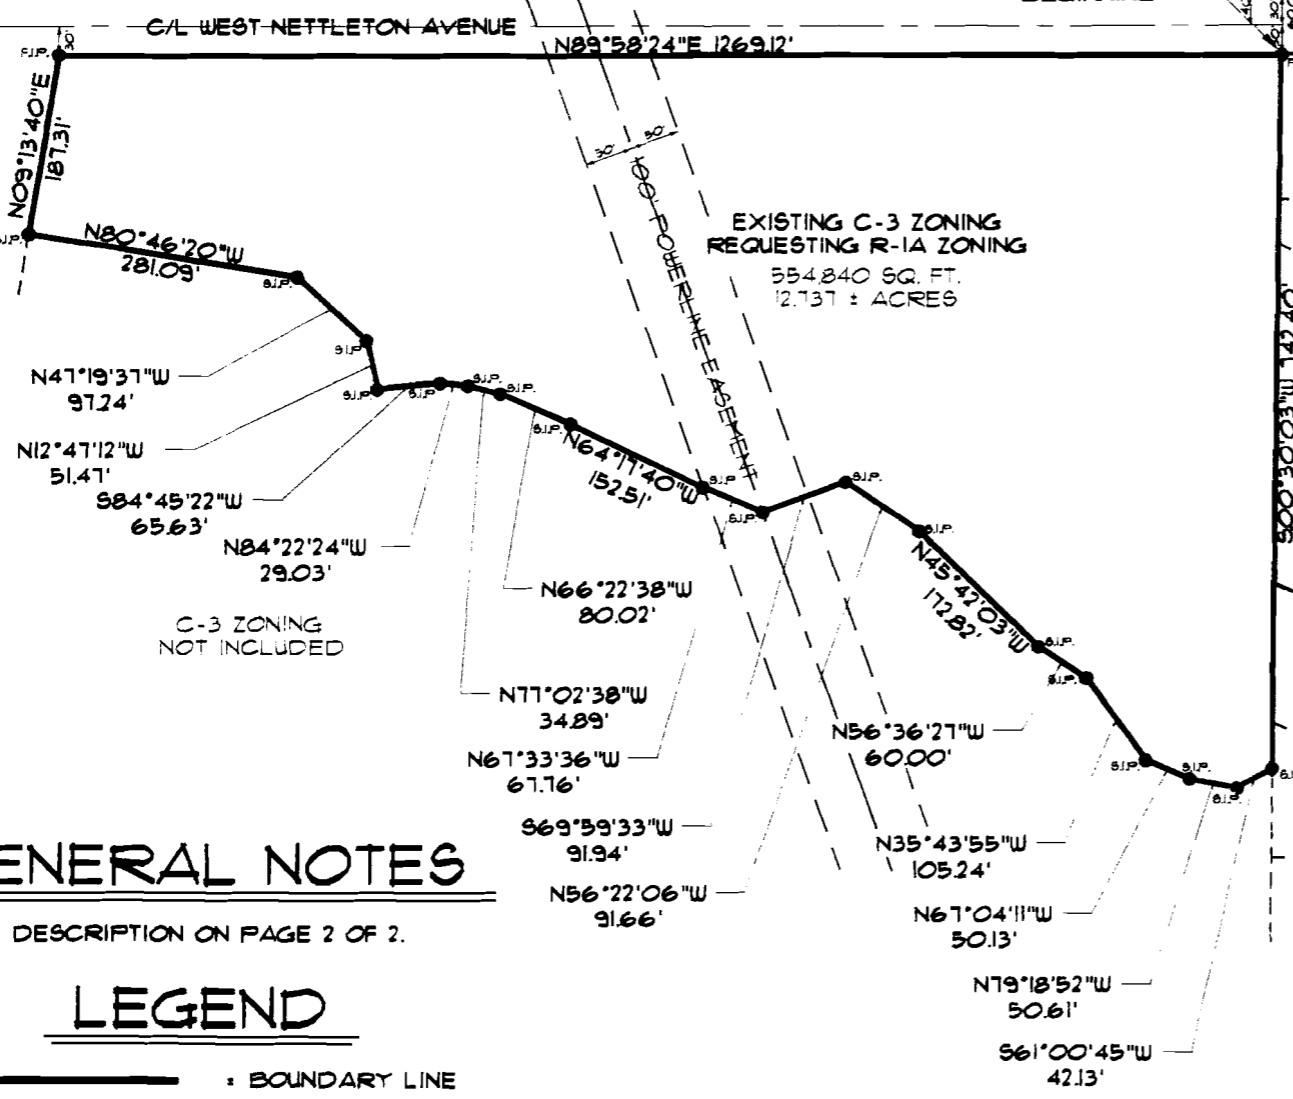 C/L WEST NETTLETON AVENUE
N89°58'24"E 1269.12'
F.I.P.
30'
N09°13'40"E
187.31'
N80°46'20"W
281.09'
S.I.P.
50'
50'
100' POWERLINE EASEMENT
EXISTING C-3 ZONING
REQUESTING R-1A ZONING
554,840 SQ. FT.
12.737 ± ACRES
S00°30'03"W 742.40'
S.I.P.
N47°19'37"W
97.24'
S.I.P.
N12°47'12"W
51.47'
S.I.P.
S.I.P.
S.I.P.
S.I.P.
S.I.P.
S84°45'22"W
65.63'
N84°22'24"W
29.03'
N64°17'40"W
152.51'
S.I.P.
S.I.P.
S.I.P.
S.I.P.
N45°42'03"W
172.82'
C-3 ZONING
NOT INCLUDED
N66°22'38"W
80.02'
S.I.P.
S.I.P.
N77°02'38"W
34.89'
N67°33'36"W
67.76'
N56°36'27"W
60.00'
S.I.P.
S.I.P.
S.I.P.
S69°59'33"W
91.94'
N56°22'06"W
91.66'
N35°43'55"W
105.24'
N67°04'11"W
50.13'
N79°18'52"W
50.61'
S61°00'45"W
42.13'
ENERAL NOTES
DESCRIPTION ON PAGE 2 OF 2.
LEGEND
= BOUNDARY LINE